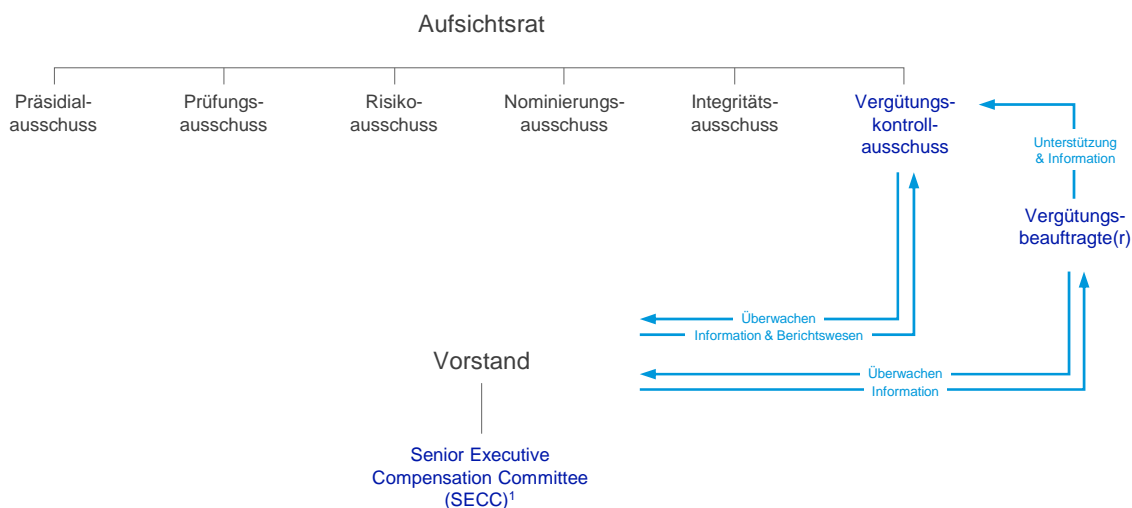 Aufsichtsrat
Präsidial-
ausschuss
Prüfungs-
ausschuss
Risiko-
ausschuss
Nominierungs-
ausschuss
Integritäts-
ausschuss
Vergütungs-
kontroll-
ausschuss
Unterstützung
& Information
Vergütungs-
beauftragte(r)
Überwachen
Information & Berichtswesen
Vorstand
Überwachen
Information
Senior Executive
Compensation Committee
(SECC)¹